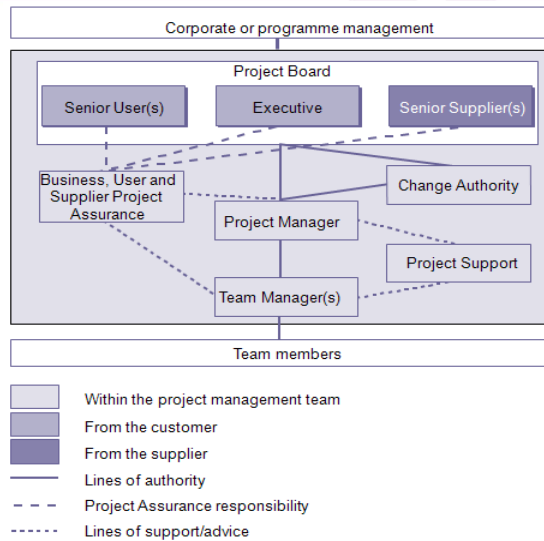 Corporate or programme management
Project Board
Senior User(s)
Executive
Senior Supplier(s)
Business, User and
Supplier Project
Assurance
Change Authority
Project Manager
Project Support
Team Manager(s)
Team members
Within the project management team
From the customer
From the supplier
Lines of authority
Project Assurance responsibility
Lines of support/advice